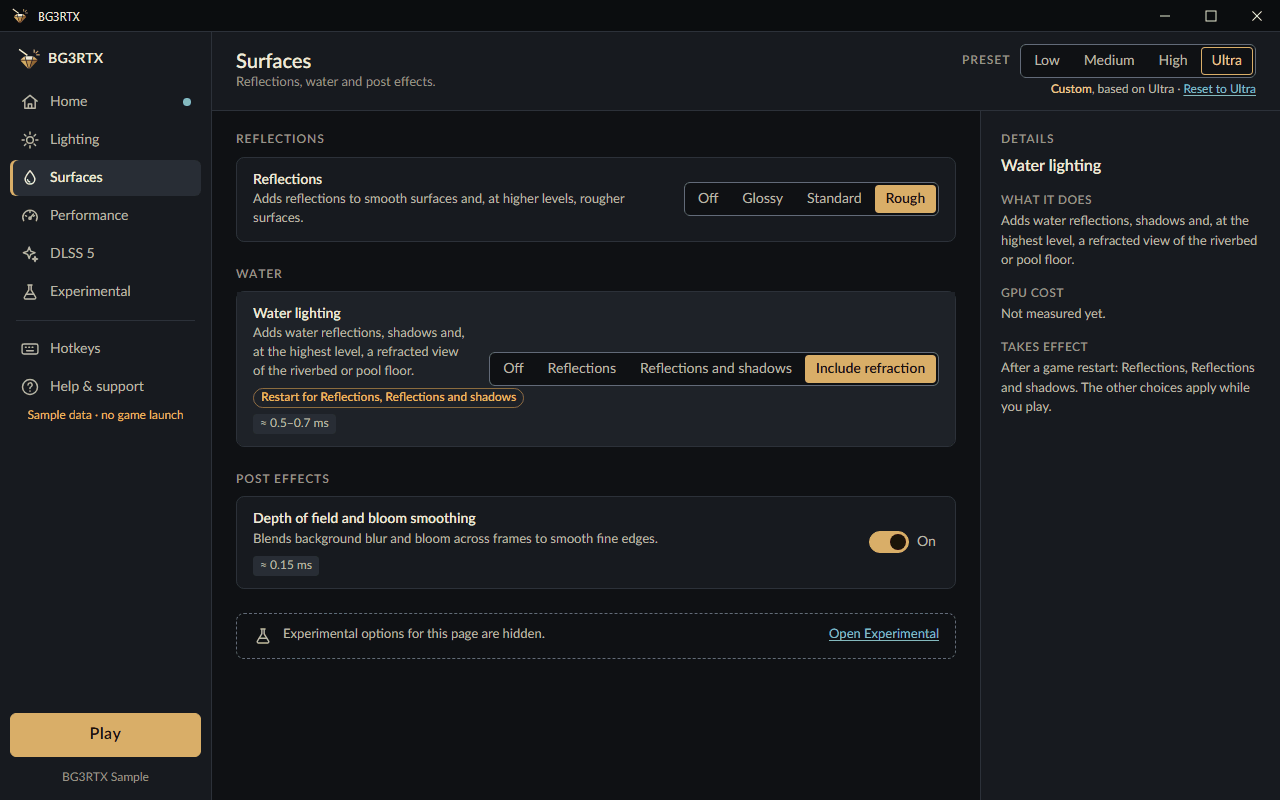 BG3RTX
BG3RTX
Home
Lighting
Surfaces
Performance
DLSS 5
Experimental
Hotkeys
Help & support
Sample data · no game launch
Play
BG3RTX Sample
Surfaces
Reflections, water and post effects.
PRESET
Low
Medium
High
Ultra
Custom, based on Ultra · Reset to Ultra
REFLECTIONS
Reflections
Adds reflections to smooth surfaces and, at higher levels, rougher
surfaces.
Off
Glossy
Standard
Rough
WATER
Water lighting
Adds water reflections, shadows and,
at the highest level, a refracted view
of the riverbed or pool floor.
Restart for Reflections, Reflections and shadows
≈ 0.5–0.7 ms
Off
Reflections
Reflections and shadows
Include refraction
POST EFFECTS
Depth of field and bloom smoothing
Blends background blur and bloom across frames to smooth fine edges.
≈ 0.15 ms
On
Experimental options for this page are hidden.
Open Experimental
DETAILS
Water lighting
WHAT IT DOES
Adds water reflections, shadows and, at the
highest level, a refracted view of the riverbed
or pool floor.
GPU COST
Not measured yet.
TAKES EFFECT
After a game restart: Reflections, Reflections
and shadows. The other choices apply while
you play.